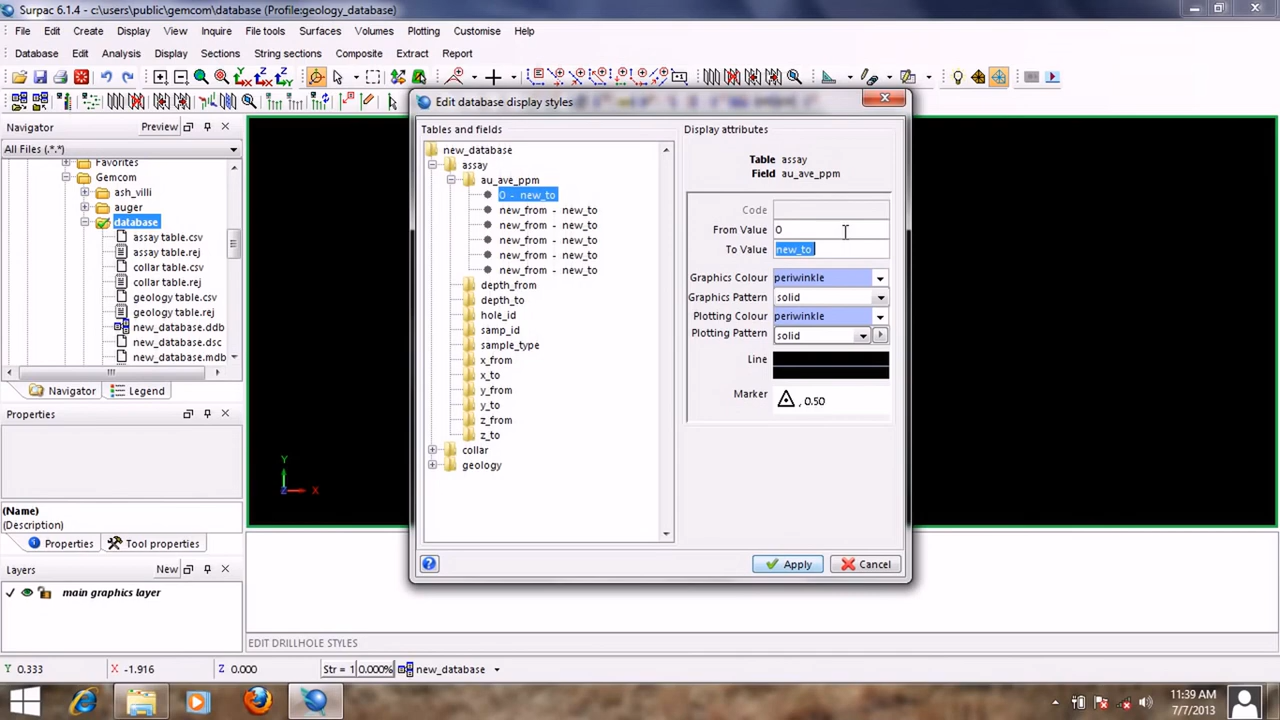 Surpac 6.1.4 - c:\users\public\gemcom\database (Profile:geology_database)
File Edit Create Display View Inquire File tools Surfaces Volumes Plotting Customise Help
Database Edit Analysis Display Sections String sections Composite Extract Report
Navigator Preview
All Files (*.*)
Favorites
Gemcom
ash_villi
auger
database
assay table.csv
assay table.rej
collar table.csv
collar table.rej
geology table.csv
geology table.rej
new_database.ddb
new_database.dsc
new_database.mdb
Navigator Legend
Properties
(Name)
(Description)
Properties Tool properties
Layers New
main graphics layer
Y
Z X
Edit database display styles
Tables and fields
new_database
assay
au_ave_ppm
0 - new_to
new_from - new_to
new_from - new_to
new_from - new_to
new_from - new_to
new_from - new_to
depth_from
depth_to
hole_id
samp_id
sample_type
x_from
x_to
y_from
y_to
z_from
z_to
collar
geology
Display attributes
Table assay
Field au_ave_ppm
Code
From Value 0
To Value new_to
Graphics Colour periwinkle
Graphics Pattern solid
Plotting Colour periwinkle
Plotting Pattern solid
Line
Marker , 0.50
Apply Cancel
EDIT DRILLHOLE STYLES
Y 0.333 X -1.916 Z 0.000 Str = 1 0.000% new_database
11:39 AM
7/7/2013